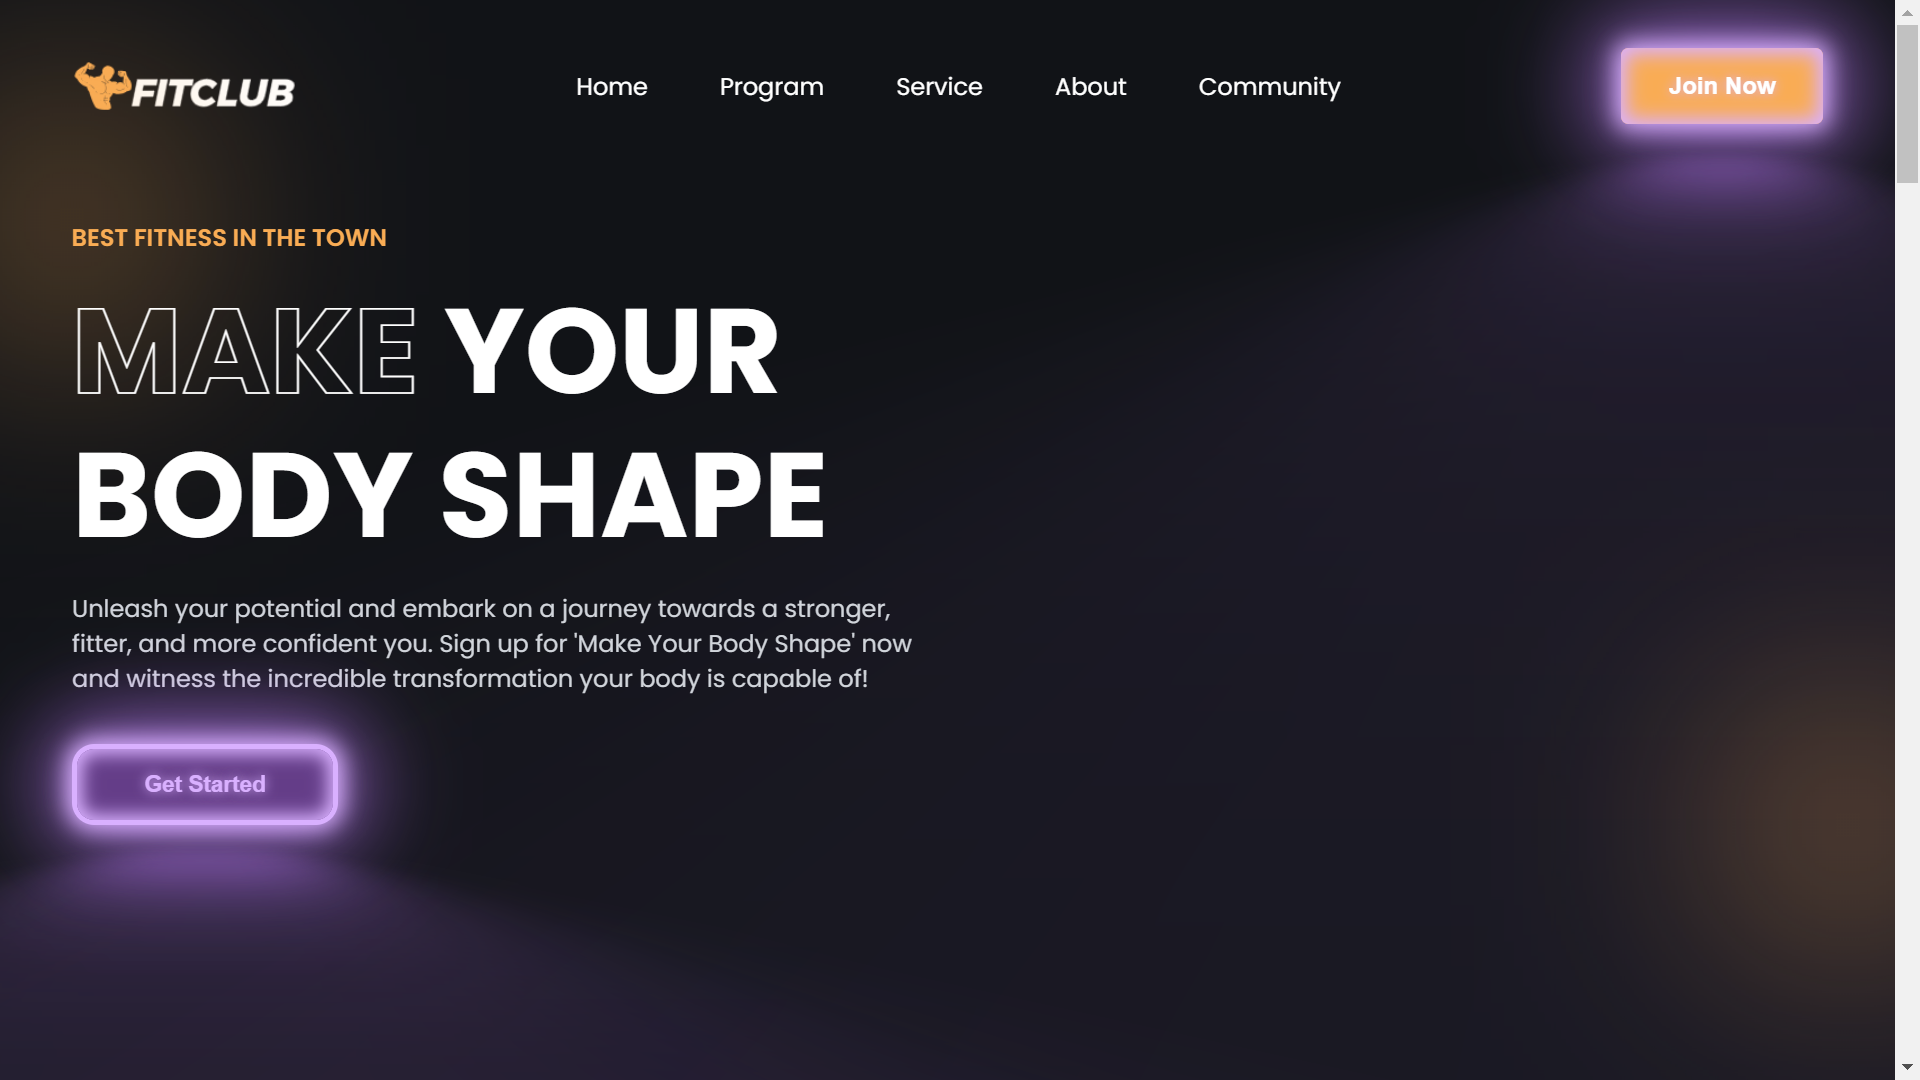 FITCLUB
Home
Program
Service
About
Community
Join Now
BEST FITNESS IN THE TOWN
MAKE YOUR
BODY SHAPE
Unleash your potential and embark on a journey towards a stronger,
fitter, and more confident you. Sign up for 'Make Your Body Shape' now
and witness the incredible transformation your body is capable of!
Get Started